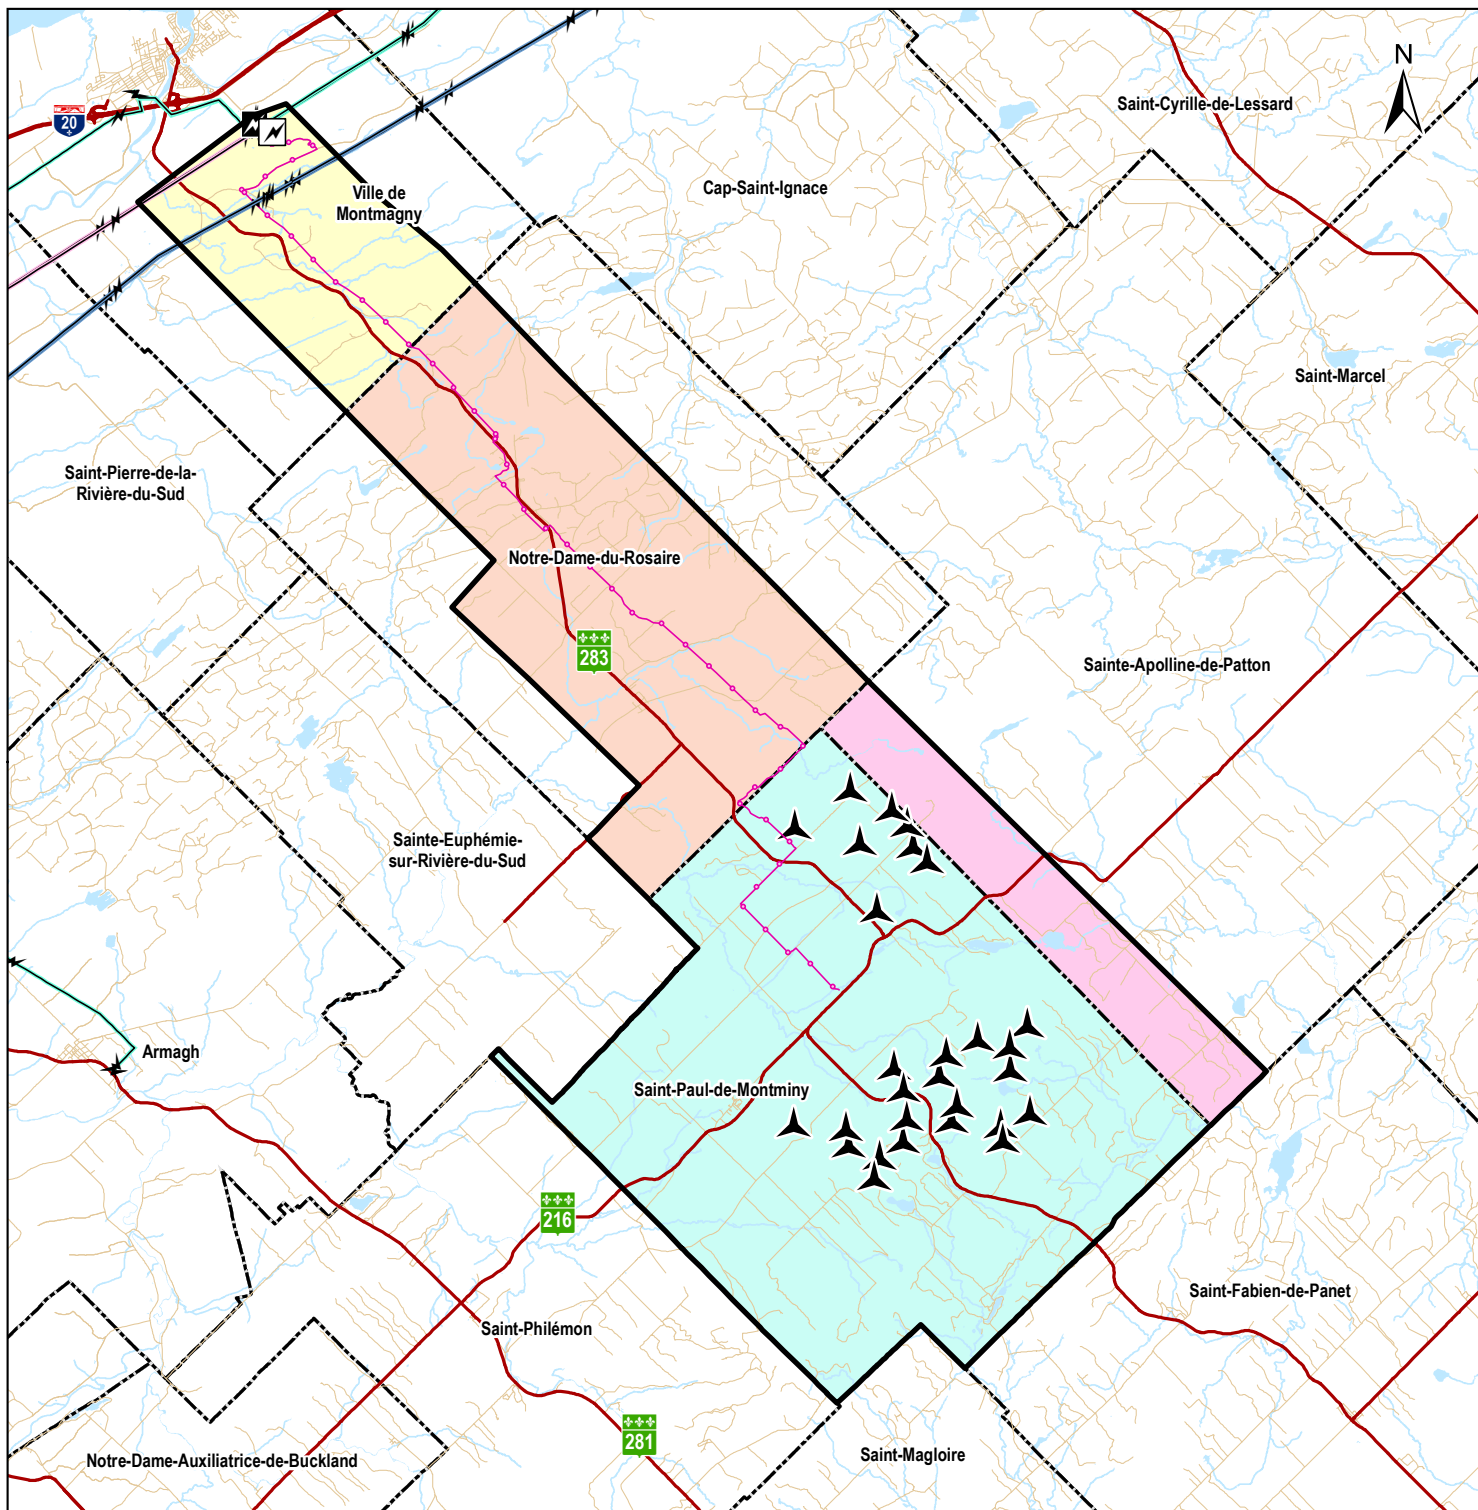 N
Saint-Cyrille-de-Lessard
20
Ville de
Montmagny
Cap-Saint-Ignace
Saint-Marcel
Saint-Pierre-de-la-
Rivière-du-Sud
Notre-Dame-du-Rosaire
283
Sainte-Apolline-de-Patton
Sainte-Euphémie-
sur-Rivière-du-Sud
Armagh
Saint-Paul-de-Montminy
216
Saint-Fabien-de-Panet
Saint-Philémon
281
Saint-Magloire
Notre-Dame-Auxiliatrice-de-Buckland